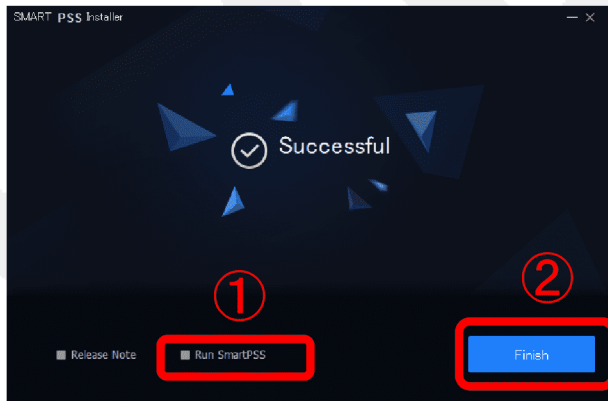 SMART PSS Installer
Successful
① ②
Release Note Run SmartPSS Finish